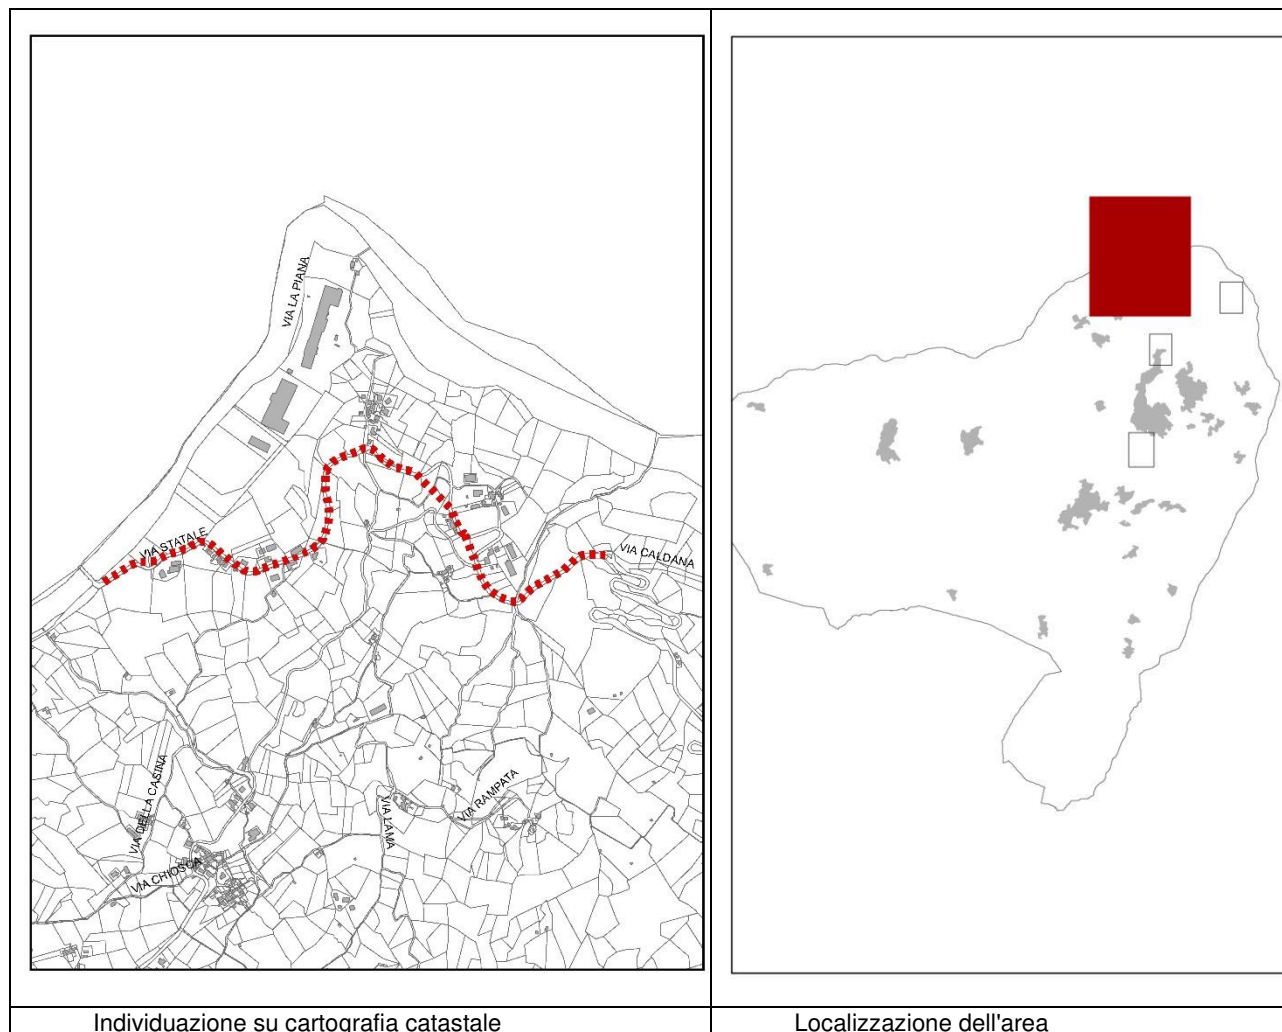 VIA LA PIANA
VIA STATALE
VIA CALDANA
VIA DELLA CASINA
VIA LAMA
VIA RAMPATA
VIA CHIOSCA
Individuazione su cartografia catastale
Localizzazione dell'area